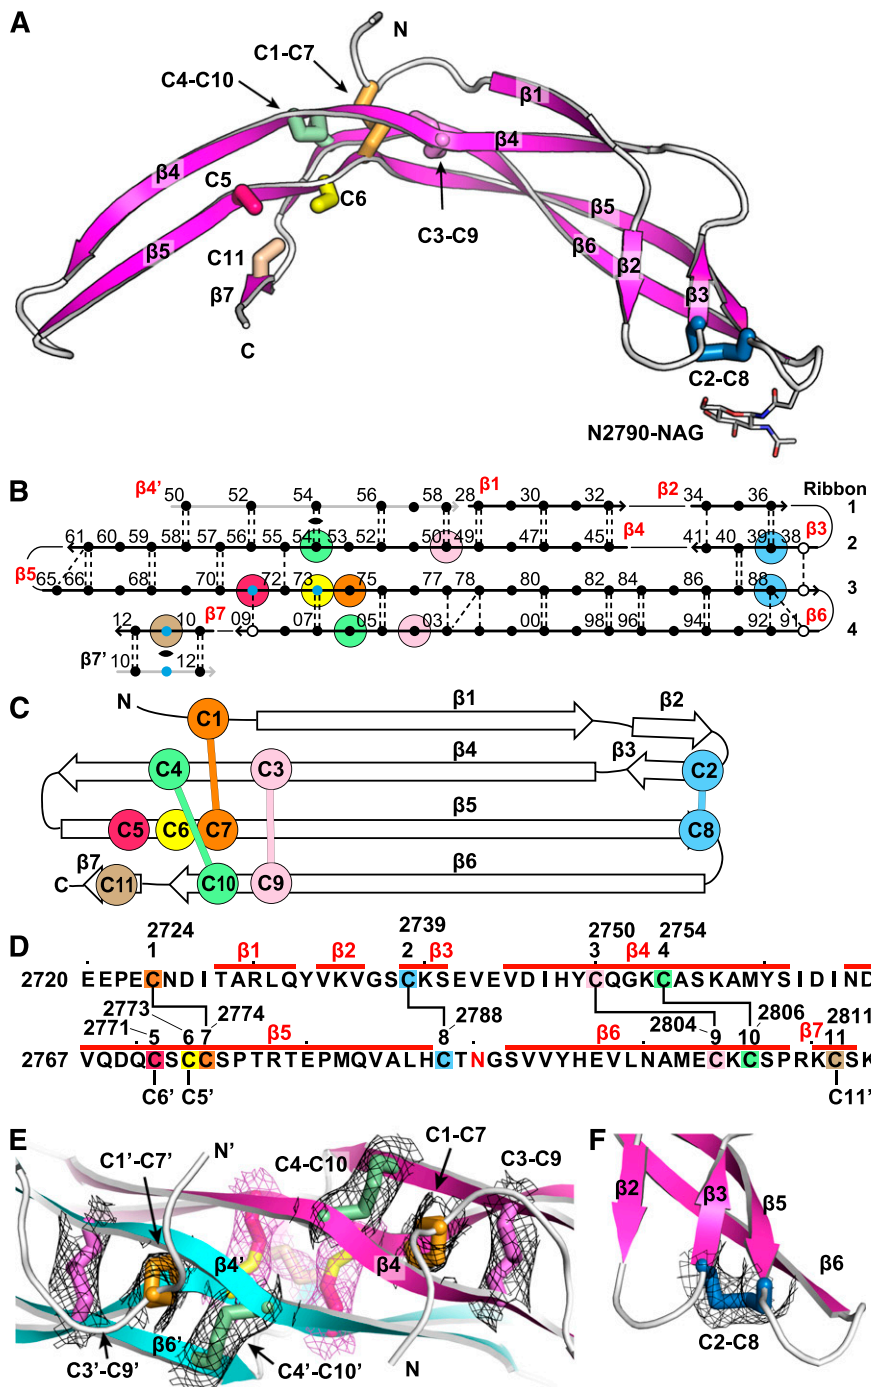 A
N
C1-C7
C4-C10
β1
β4
β4
C5
C6
β5
β5
β6
C3-C9
C11
β2
β7
β3
C
C2-C8
N2790-NAG
B
β4’ β1 β2 Ribbon
50 52 54 56 58 28 30 32 34 36 1
β3
61 60 59 58 57 56 55 54 53 52 50 49 47 45 β4 41 40 39 38 2
β5
65 66 68 70 72 73 75 77 78 80 82 84 86 88 3
β7 β6
12 10 09 07 05 03 00 98 96 94 92 91 4
β7’ 10 12
C
N C1 β1 β2
C4 C3 β4 β3 C2
C5 C6 C7 β5 C8
β7 β6
C C11 C10 C9
D
2724 2739 2750 2754
1 β1 β2 2 β3 3 β4 4
2720 EEPECNDITARLQYVKVGSCKSEVEVDIHYCQGKCASKAMYSIDIND
2773 2774
2771 2788 2804 2806 2811
5 6 7 β5 8 β6 9 10 β7 11
2767 VQDQCSCCSPTRTEPMQVALHCTNGSVVYHEVLNAMECKCSPRKCSK
C6’ C5’ C11’
E
N’
C1’-C7’
C4-C10
C1-C7
C3-C9
β4’
β4
β6’
C3’-C9’
C4’-C10’
N
F
β2
β3
β5
β6
C2-C8